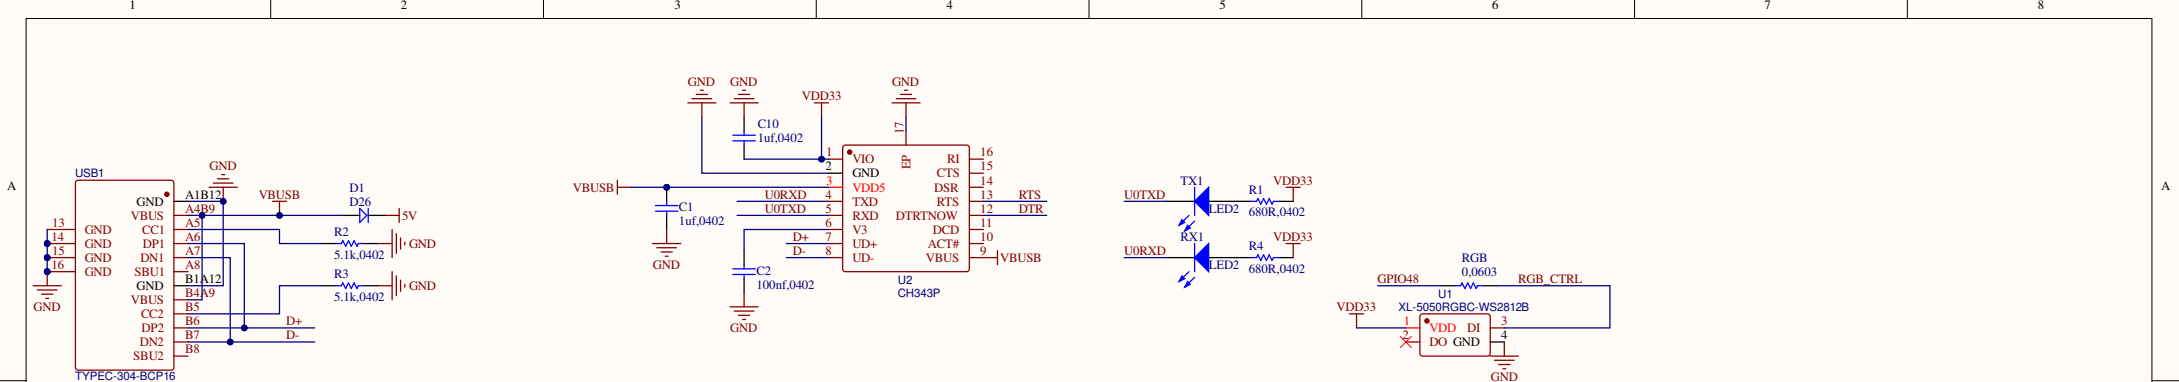 1 2 3 4 5 6 7 8
A A
USB1
GND A1B12
VBUS A4B9
CC1 A5
DP1 A6
DN1 A7
SBU1 A8
GND B1A12
VBUS B4A9
CC2 B5
DP2 B6
DN2 B7
SBU2 B8
13 GND
14 GND
15 GND
16 GND
GND
TYPEC-304-BCP16
GND
VBUSB
D1
D26
5V
R2
5.1k,0402
GND
R3
5.1k,0402
GND
D+
D-
GND GND
VDD33
GND
C10
1uf,0402
17
EP
VBUSB
C1
1uf,0402
GND
U0RXD
U0TXD
D+
D-
C2
100nf,0402
GND
1 VIO
2 GND
3 VDD5
4 TXD
5 RXD
6 V3
7 UD+
8 UD-
RI 16
CTS 15
DSR 14
RTS 13 RTS
DTRTNOW 12 DTR
DCD 11
ACT# 10
VBUS 9 VBUSB
U2
CH343P
U0TXD
TX1
LED2
R1
680R,0402
VDD33
U0RXD
RX1
LED2
R4
680R,0402
VDD33
RGB
0,0603
GPIO48 RGB_CTRL
U1
XL-5050RGBC-WS2812B
VDD33
1 VDD DI 3
2 DO GND 4
GND